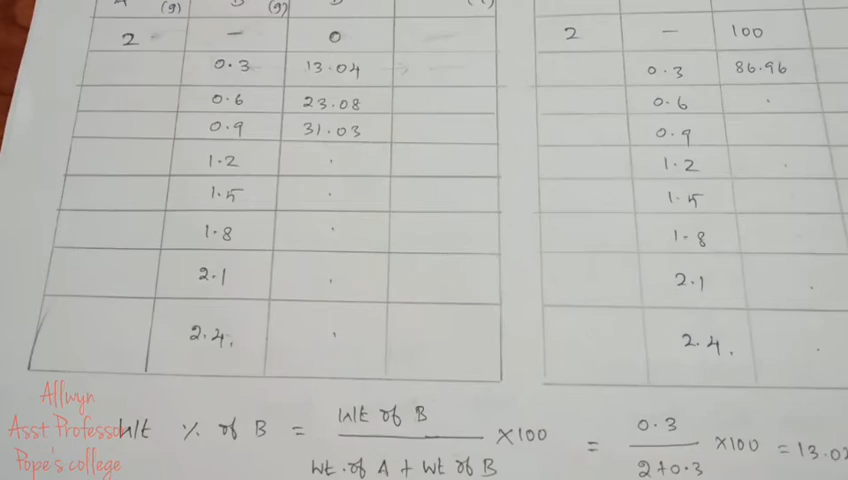 (g) (g)
2 - 0
0.3 13.04
0.6 23.08
0.9 31.03
1.2 .
1.5 .
1.8 .
2.1 .
2.4. .
2 - 100
0.3 86.96
0.6 .
0.9
1.2 .
1.5
1.8
2.1 .
2.4. .
Wt % of B = Wt of B / Wt. of A + Wt of B ×100 = 0.3 / 2+0.3 ×100 = 13.0
Allwyn
Asst Professor
Pope's college